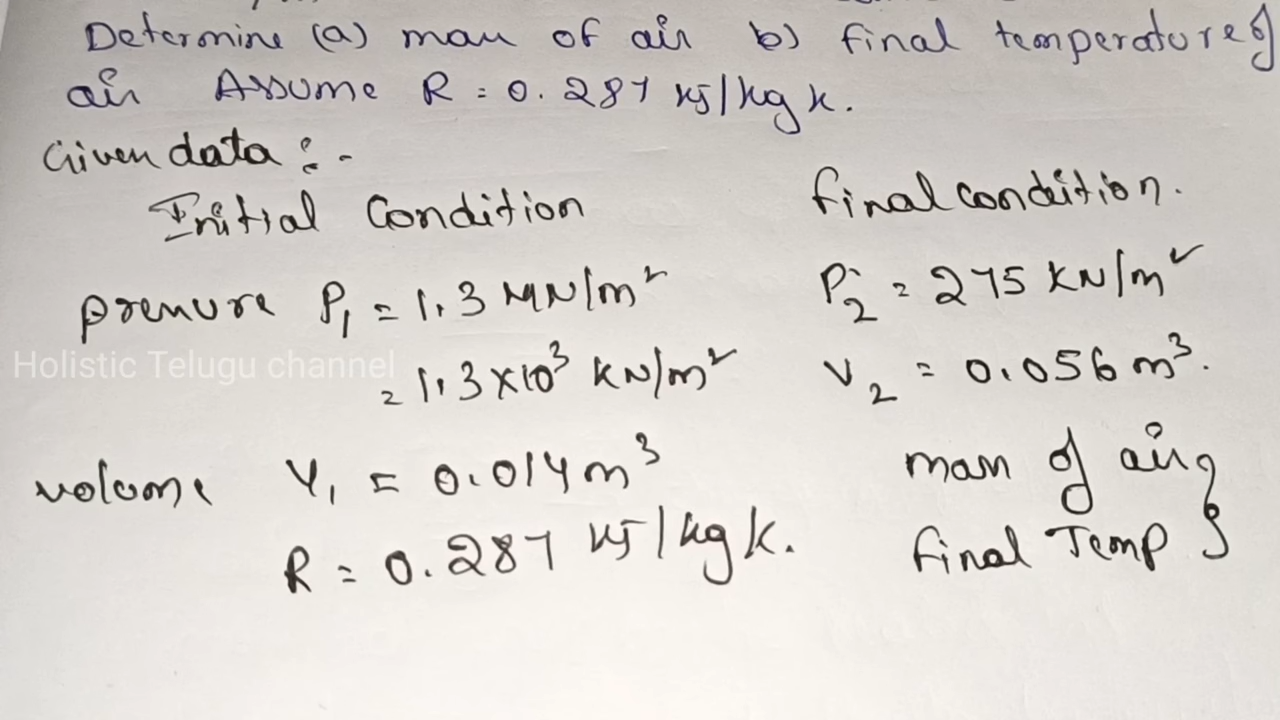 Determine (a) mass of air b) final temperature of
air Assume R = 0.287 kJ/kg k.
Given data :-
Initial Condition
final condition.
pressure P₁ = 1.3 MN/m²
P₂ = 275 KN/m²
Holistic Telugu channel
= 1.3 × 10³ KN/m²
V₂ = 0.056 m³.
volume V₁ = 0.014 m³
mass of air ?
R = 0.287 kJ/kg k.
final Temp }